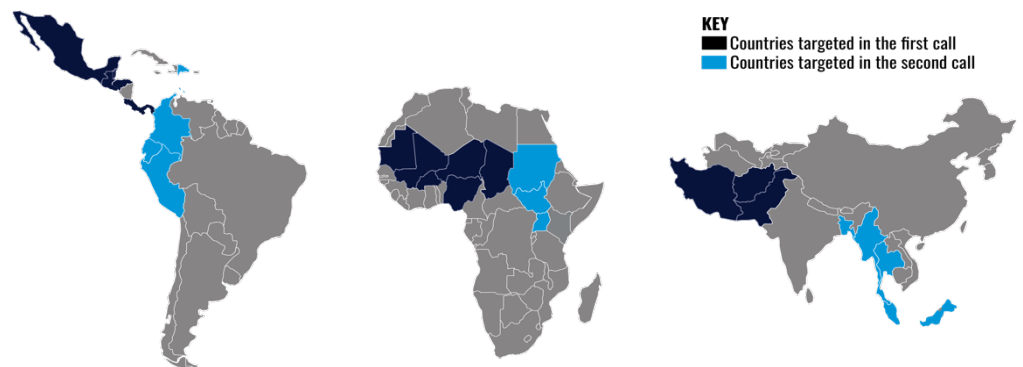 KEY
Countries targeted in the first call
Countries targeted in the second call